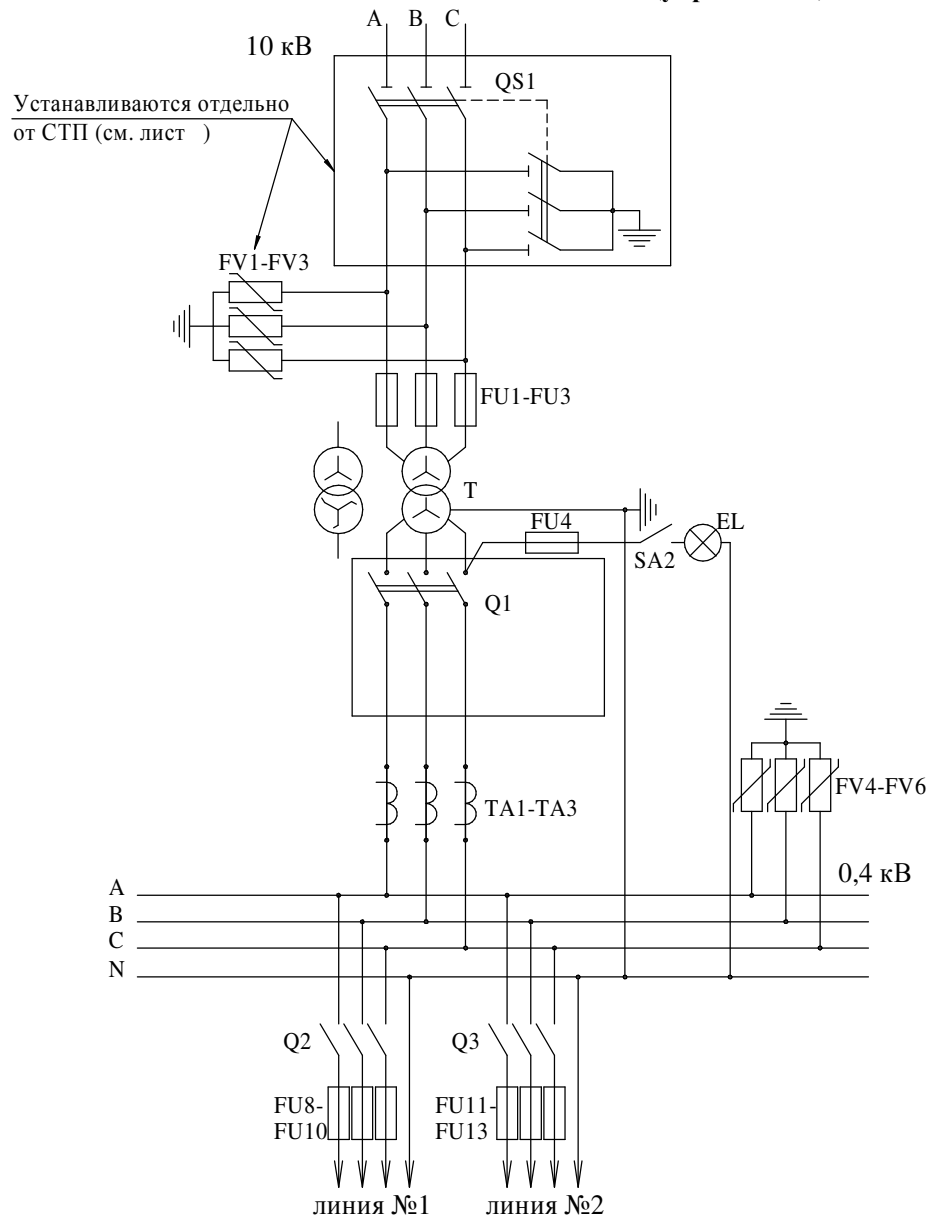 A B C
10 кВ
QS1
Устанавливаются отдельно
от СТП (см. лист )
FV1-FV3
FU1-FU3
T
FU4
EL
SA2
Q1
TA1-TA3
FV4-FV6
0,4 кВ
A
B
C
N
Q2
Q3
FU8-
FU10
FU11-
FU13
линия №1
линия №2